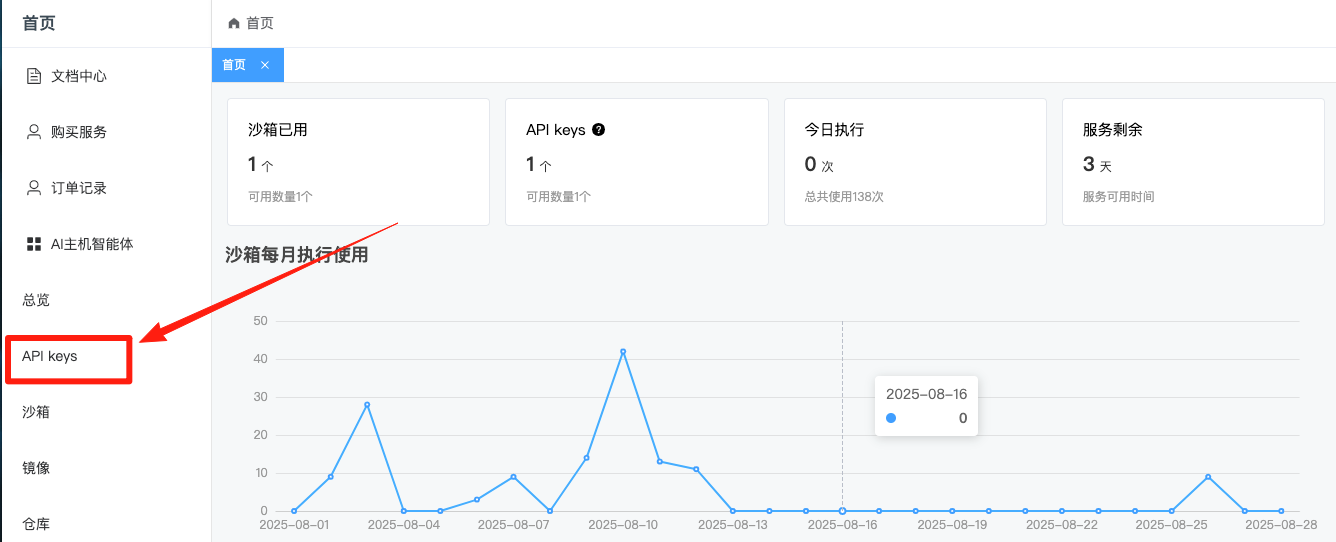 首页
首页
首页 ×
文档中心
购买服务
订单记录
AI主机智能体
总览
API keys
沙箱
镜像
仓库
沙箱已用
1 个
可用数量1个
API keys ?
1 个
可用数量1个
今日执行
0 次
总共使用138次
服务剩余
3 天
服务可用时间
沙箱每月执行使用
50
40
30
20
10
0
2025-08-16
0
2025-08-01 2025-08-04 2025-08-07 2025-08-10 2025-08-13 2025-08-16 2025-08-19 2025-08-22 2025-08-25 2025-08-28